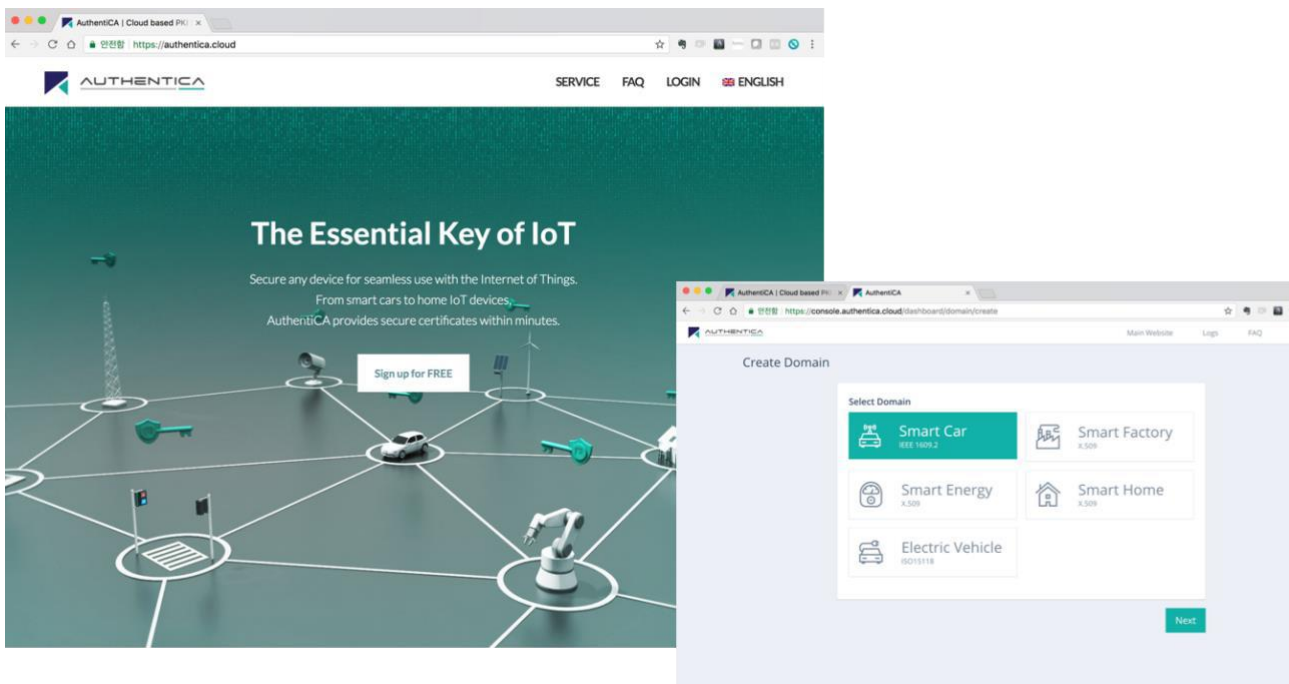 AuthentiCA | Cloud based PKI
안전함 https://authentica.cloud
AUTHENTICA
SERVICE FAQ LOGIN ENGLISH
The Essential Key of IoT
Secure any device for seamless use with the Internet of Things.
From smart cars to home IoT devices,
AuthentiCA provides secure certificates within minutes.
Sign up for FREE
AuthentiCA | Cloud based PKI AuthentiCA
안전함 https://console.authentica.cloud/dashboard/domain/create
AUTHENTICA Main Website Logs FAQ
Create Domain
Select Domain
Smart Car
IEEE 1609.2
Smart Factory
X.509
Smart Energy
X.509
Smart Home
X.509
Electric Vehicle
ISO15118
Next